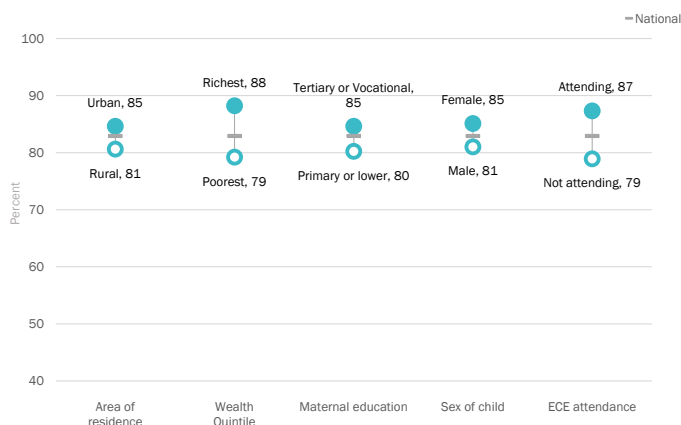 National
100
90
80
70
60
50
40
Percent
Urban, 85
Rural, 81
Richest, 88
Poorest, 79
Tertiary or Vocational,
85
Primary or lower, 80
Female, 85
Male, 81
Attending, 87
Not attending, 79
Area of
residence
Wealth
Quintile
Maternal education
Sex of child
ECE attendance